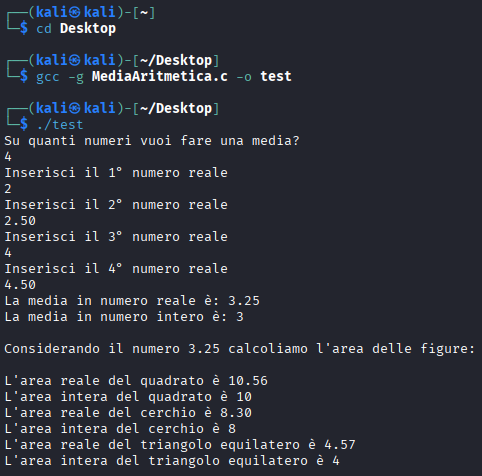 ┌──(kali㉿kali)-[~]
└─$ cd Desktop
┌──(kali㉿kali)-[~/Desktop]
└─$ gcc -g MediaAritmetica.c -o test
┌──(kali㉿kali)-[~/Desktop]
└─$ ./test
Su quanti numeri vuoi fare una media?
4
Inserisci il 1° numero reale
2
Inserisci il 2° numero reale
2.50
Inserisci il 3° numero reale
4
Inserisci il 4° numero reale
4.50
La media in numero reale è: 3.25
La media in numero intero è: 3
Considerando il numero 3.25 calcoliamo l'area delle figure:
L'area reale del quadrato è 10.56
L'area intera del quadrato è 10
L'area reale del cerchio è 8.30
L'area intera del cerchio è 8
L'area reale del triangolo equilatero è 4.57
L'area intera del triangolo equilatero è 4